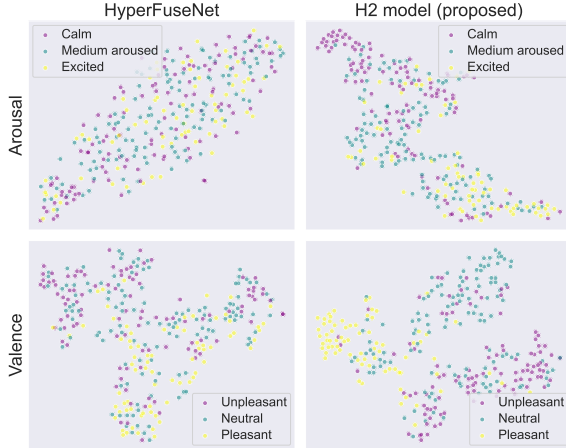 HyperFuseNet
H2 model (proposed)
Arousal
Calm
Medium aroused
Excited
Calm
Medium aroused
Excited
Valence
Unpleasant
Neutral
Pleasant
Unpleasant
Neutral
Pleasant